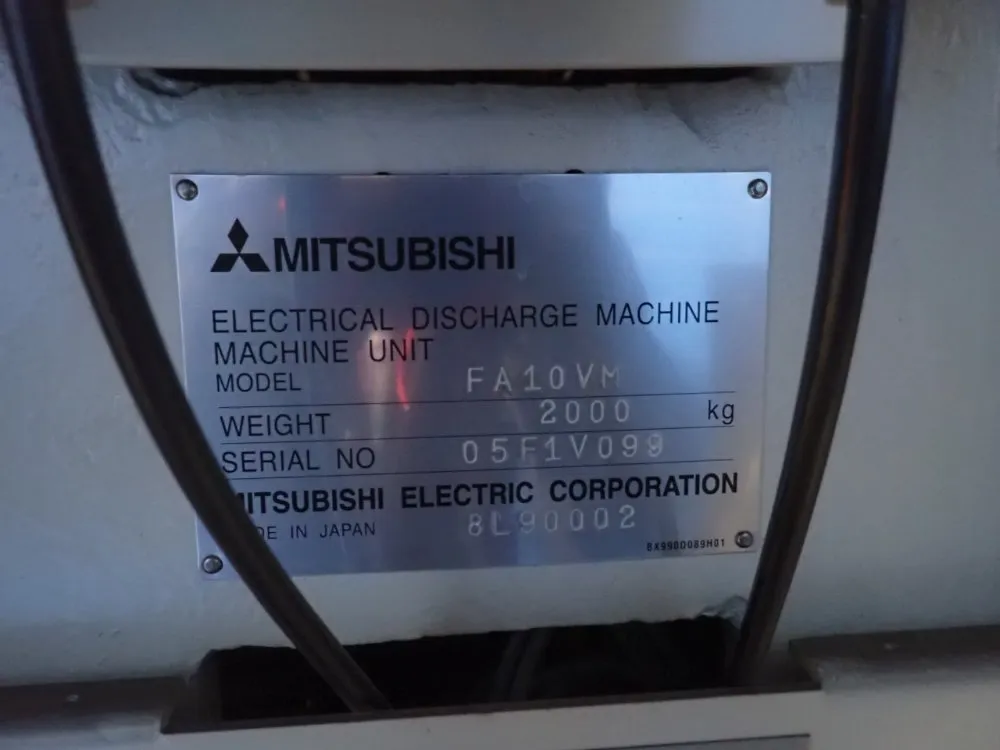 MITSUBISHI
ELECTRICAL DISCHARGE MACHINE
MACHINE UNIT
MODEL FA10VM
WEIGHT 2000 kg
SERIAL NO 05F1V099
MITSUBISHI ELECTRIC CORPORATION
DE IN JAPAN 8L90002
BX990D089H01